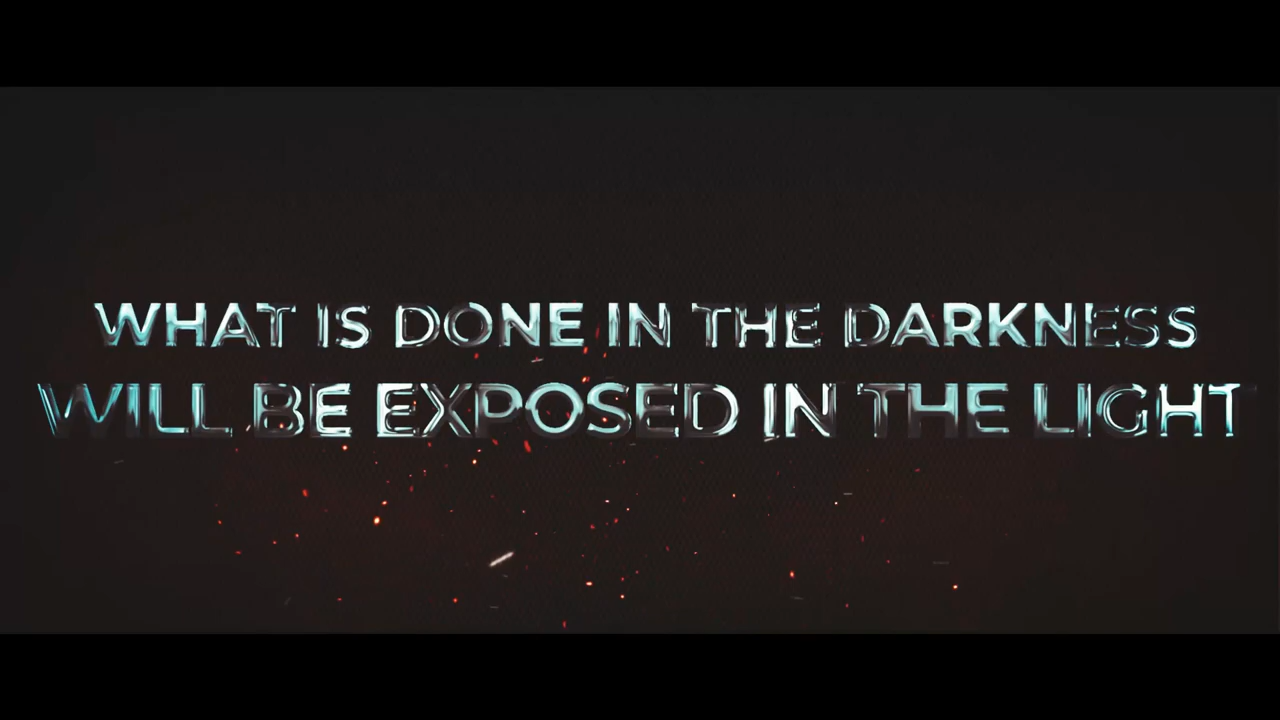 WHAT IS DONE IN THE DARKNESS
WILL BE EXPOSED IN THE LIGHT